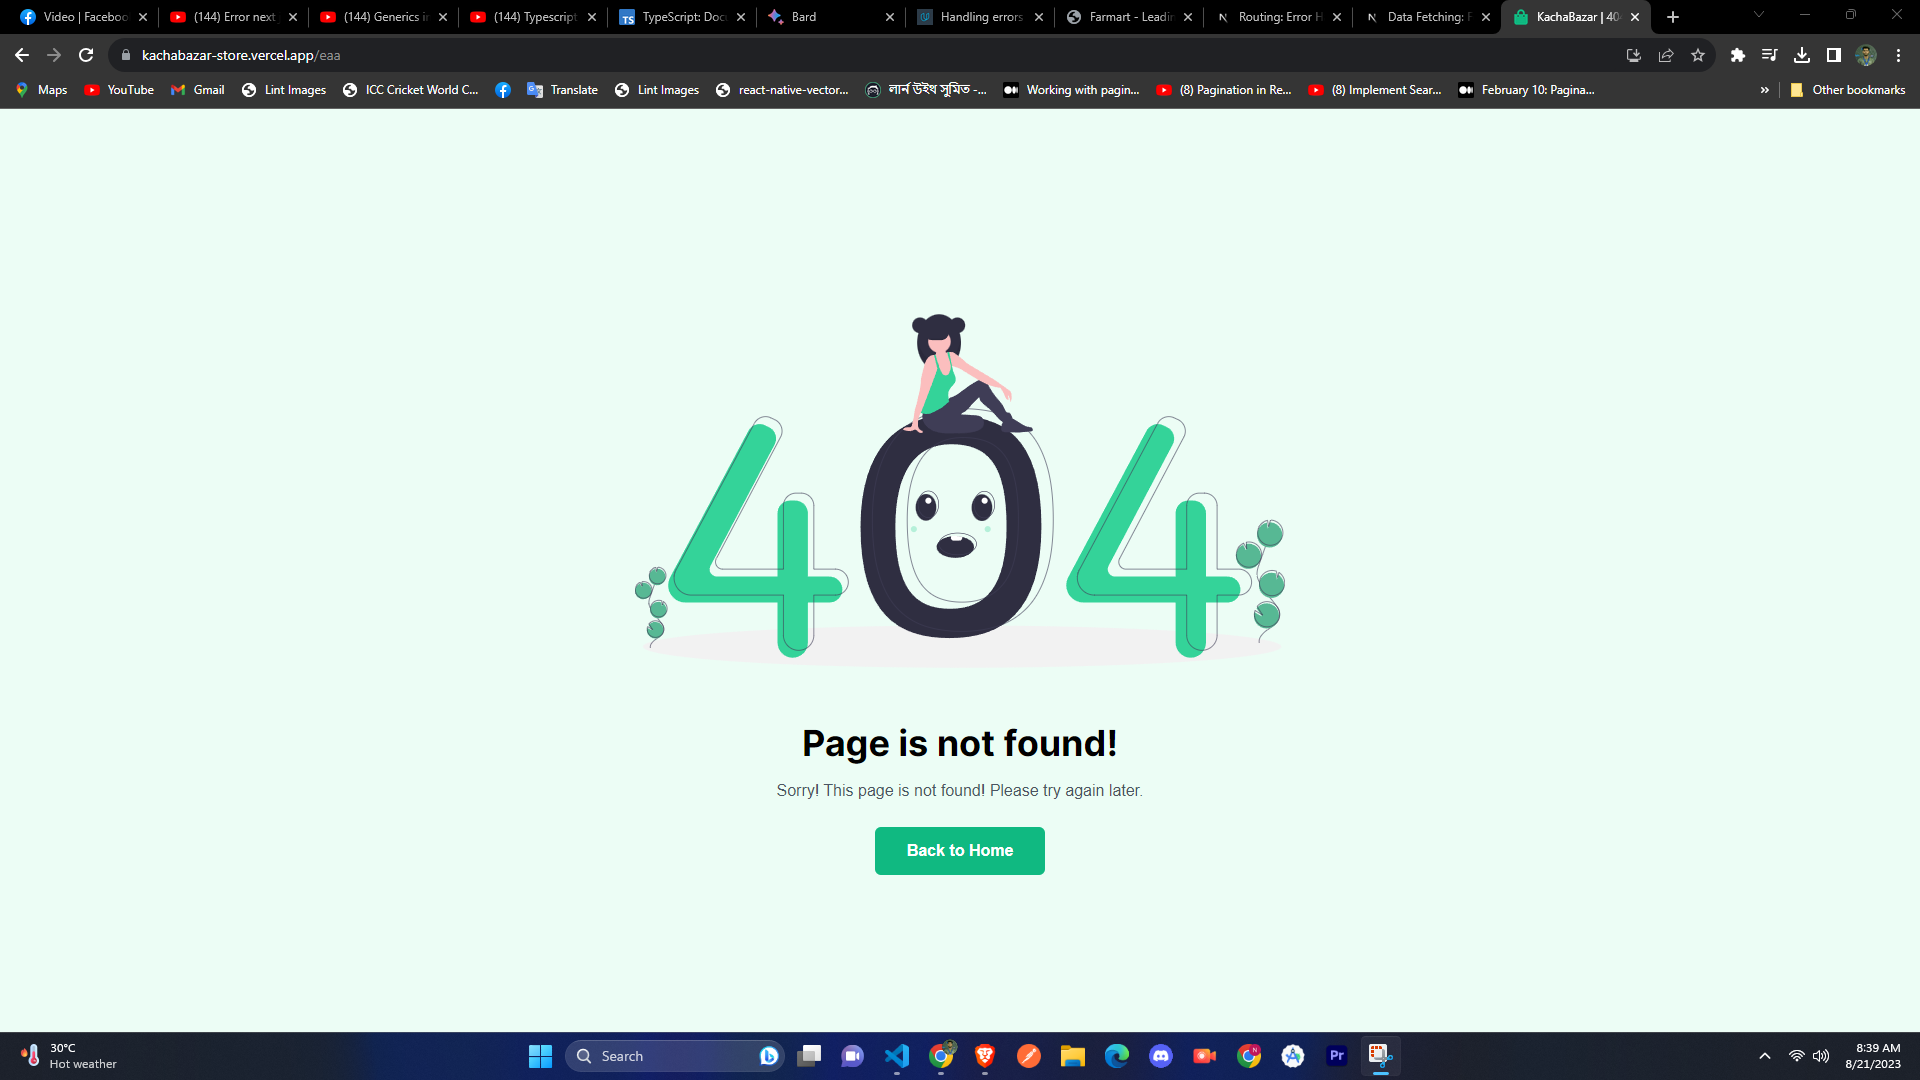 Video | Faceboo
(144) Error next
(144) Generics i
(144) Typescript
TypeScript: Doc
Bard
Handling errors
Farmart - Leadi
Routing: Error H
Data Fetching: F
KachaBazar | 40
kachabazar-store.vercel.app/eaa
Maps
YouTube
Gmail
Lint Images
ICC Cricket World C...
Translate
Lint Images
react-native-vector...
লার্ন উইথ সুমিত -...
Working with pagin...
(8) Pagination in Re...
(8) Implement Sear...
February 10: Pagina...
»
Other bookmarks
404
Page is not found!
Sorry! This page is not found! Please try again later.
Back to Home
30°C
Hot weather
Search
Pr
8:39 AM
8/21/2023